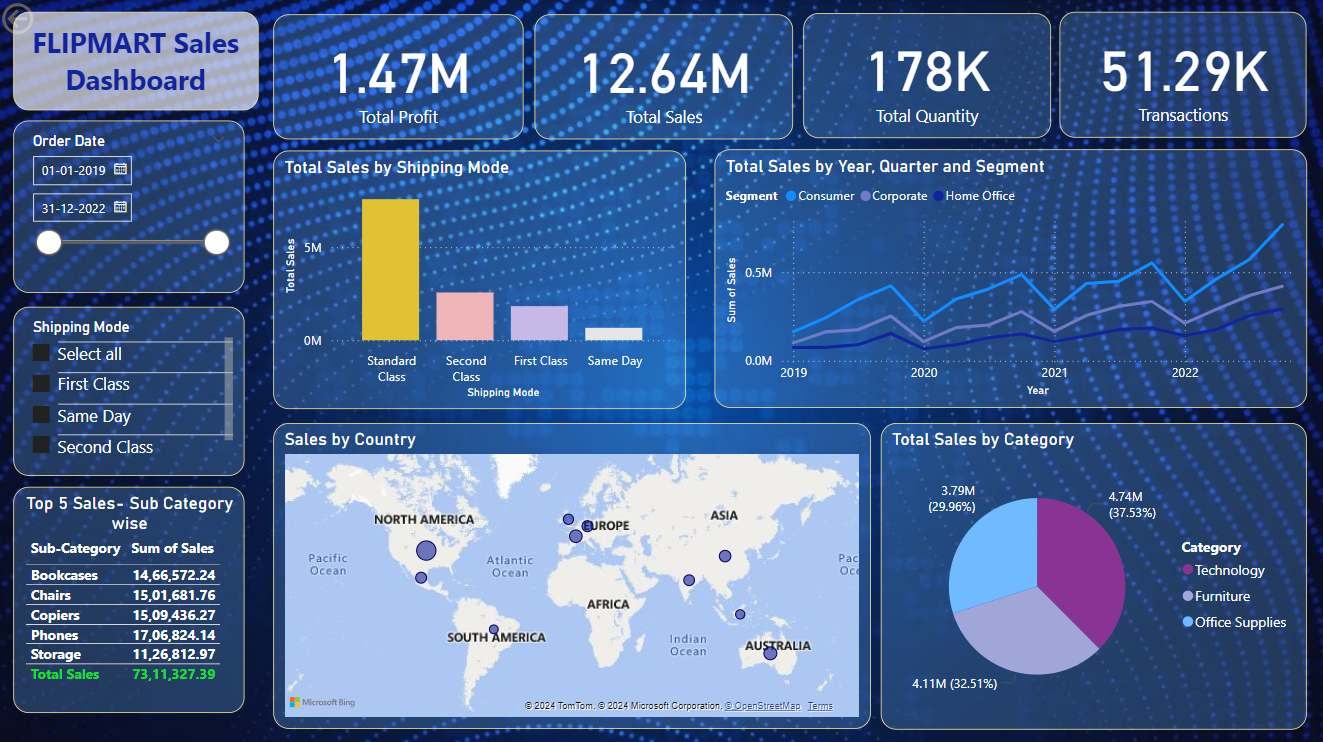 FLIPMART Sales
Dashboard
1.47M
Total Profit
12.64M
Total Sales
178K
Total Quantity
51.29K
Transactions
Order Date
01-01-2019
31-12-2022
Shipping Mode
Select all
First Class
Same Day
Second Class
Top 5 Sales- Sub Category
wise
Sub-Category Sum of Sales
Bookcases 14,66,572.24
Chairs 15,01,681.76
Copiers 15,09,436.27
Phones 17,06,824.14
Storage 11,26,812.97
Total Sales 73,11,327.39
Total Sales by Shipping Mode
Total Sales
5M
0M
Standard
Class
Second
Class
First Class
Same Day
Shipping Mode
Total Sales by Year, Quarter and Segment
Segment Consumer Corporate Home Office
Sum of Sales
0.5M
0.0M
2019 2020 2021 2022
Year
Sales by Country
NORTH AMERICA
EUROPE
ASIA
Pacific
Ocean
Atlantic
Ocean
Pac
Oc
AFRICA
SOUTH AMERICA
Indian
Ocean
AUSTRALIA
Microsoft Bing
© 2024 TomTom, © 2024 Microsoft Corporation, © OpenStreetMap Terms
Total Sales by Category
3.79M
(29.96%)
4.74M
(37.53%)
4.11M (32.51%)
Category
Technology
Furniture
Office Supplies